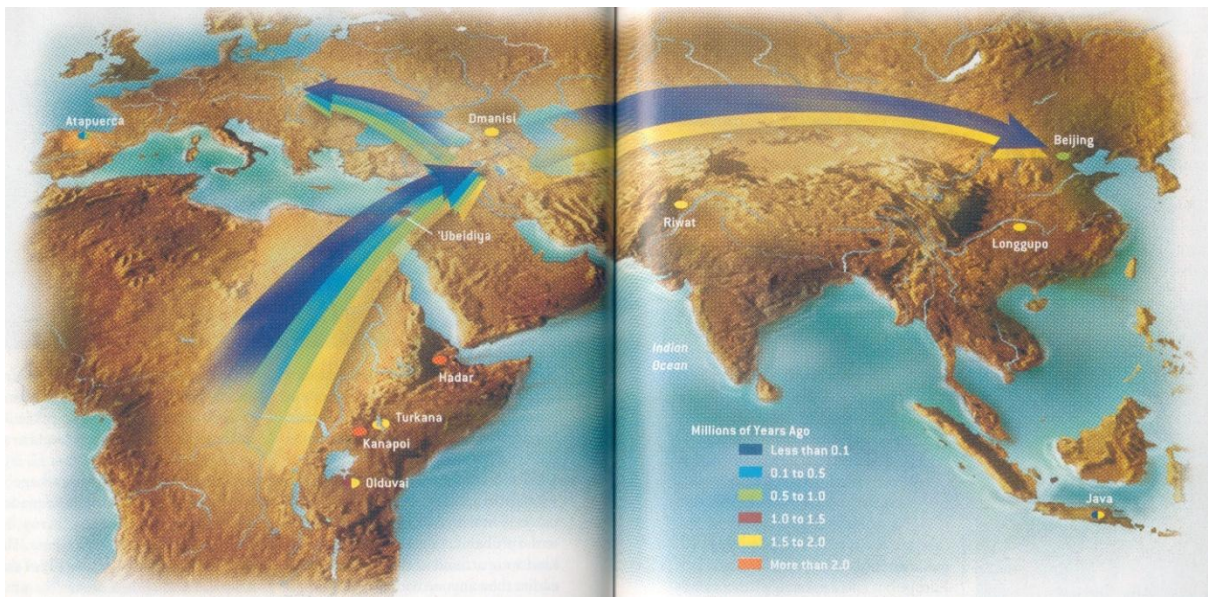 Atapuerca
Dmanisi
Beijing
'Ubeidiya
Riwat
Longgupo
Hadar
Turkana
Kanapoi
Olduvai
Indian
Ocean
Java
Millions of Years Ago
Less than 0.1
0.1 to 0.5
0.5 to 1.0
1.0 to 1.5
1.5 to 2.0
More than 2.0